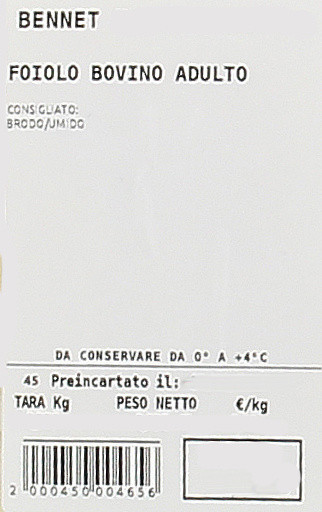 BENNET
FOIOLO BOVINO ADULTO
CONSIGLIATO:
BRODO/UMIDO
DA CONSERVARE DA 0° A +4°C
45 Preincartato il:
TARA Kg PESO NETTO €/kg
2 000450 004656